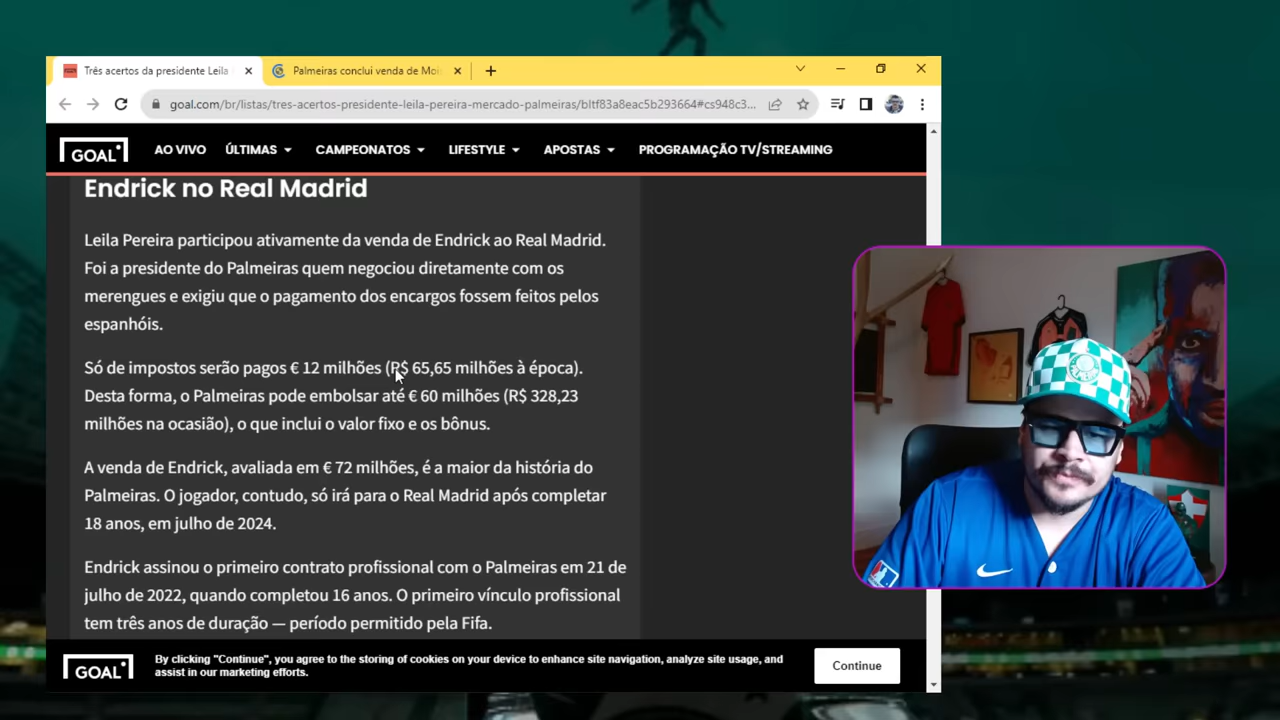 Três acertos da presidente Leila
Palmeiras conclui venda de Moi
goal.com/br/listas/tres-acertos-presidente-leila-pereira-mercado-palmeiras/bltf83a8eac5b293664#cs948c3...
GOAL
AO VIVO
ÚLTIMAS
CAMPEONATOS
LIFESTYLE
APOSTAS
PROGRAMAÇÃO TV/STREAMING
Endrick no Real Madrid
Leila Pereira participou ativamente da venda de Endrick ao Real Madrid.
Foi a presidente do Palmeiras quem negociou diretamente com os
merengues e exigiu que o pagamento dos encargos fossem feitos pelos
espanhóis.
Só de impostos serão pagos € 12 milhões (R$ 65,65 milhões à época).
Desta forma, o Palmeiras pode embolsar até € 60 milhões (R$ 328,23
milhões na ocasião), o que inclui o valor fixo e os bônus.
A venda de Endrick, avaliada em € 72 milhões, é a maior da história do
Palmeiras. O jogador, contudo, só irá para o Real Madrid após completar
18 anos, em julho de 2024.
Endrick assinou o primeiro contrato profissional com o Palmeiras em 21 de
julho de 2022, quando completou 16 anos. O primeiro vínculo profissional
tem três anos de duração — período permitido pela Fifa.
GOAL
By clicking "Continue", you agree to the storing of cookies on your device to enhance site navigation, analyze site usage, and
assist in our marketing efforts.
Continue